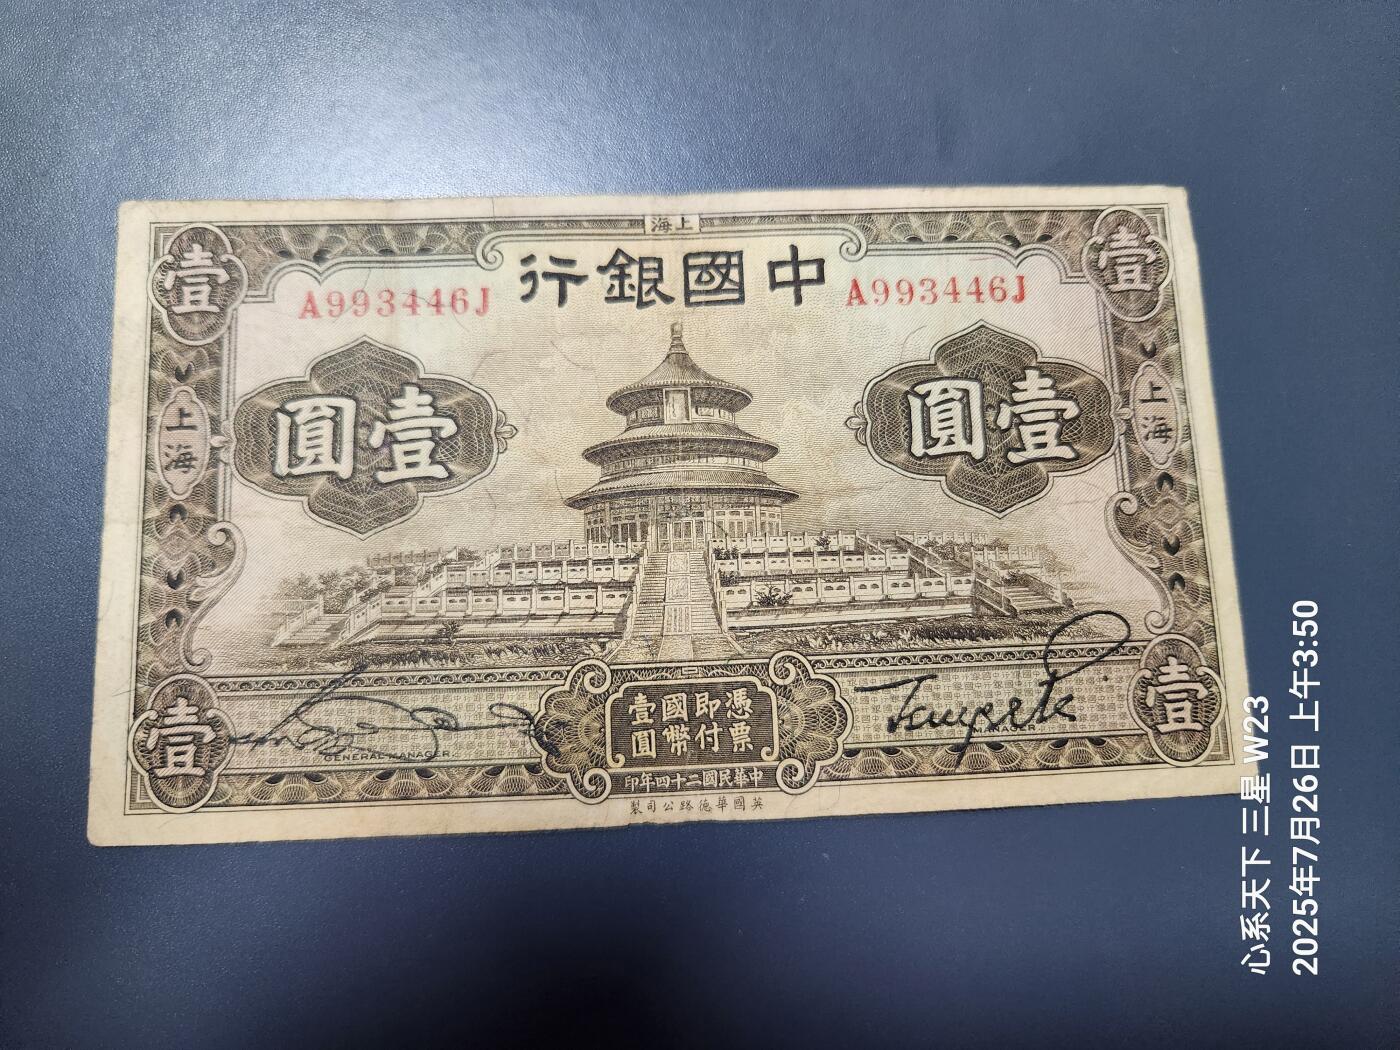 上海
壹
壹
中國銀行
A993446J
A993446J
壹圓
壹圓
上海
上海
憑票
即付
國幣
壹圓
GENERAL MANAGER
MANAGER
壹
壹
中華民國二十四年印
英國華德路公司製
心系天下 三星 W23
2025年7月26日 上午3:50